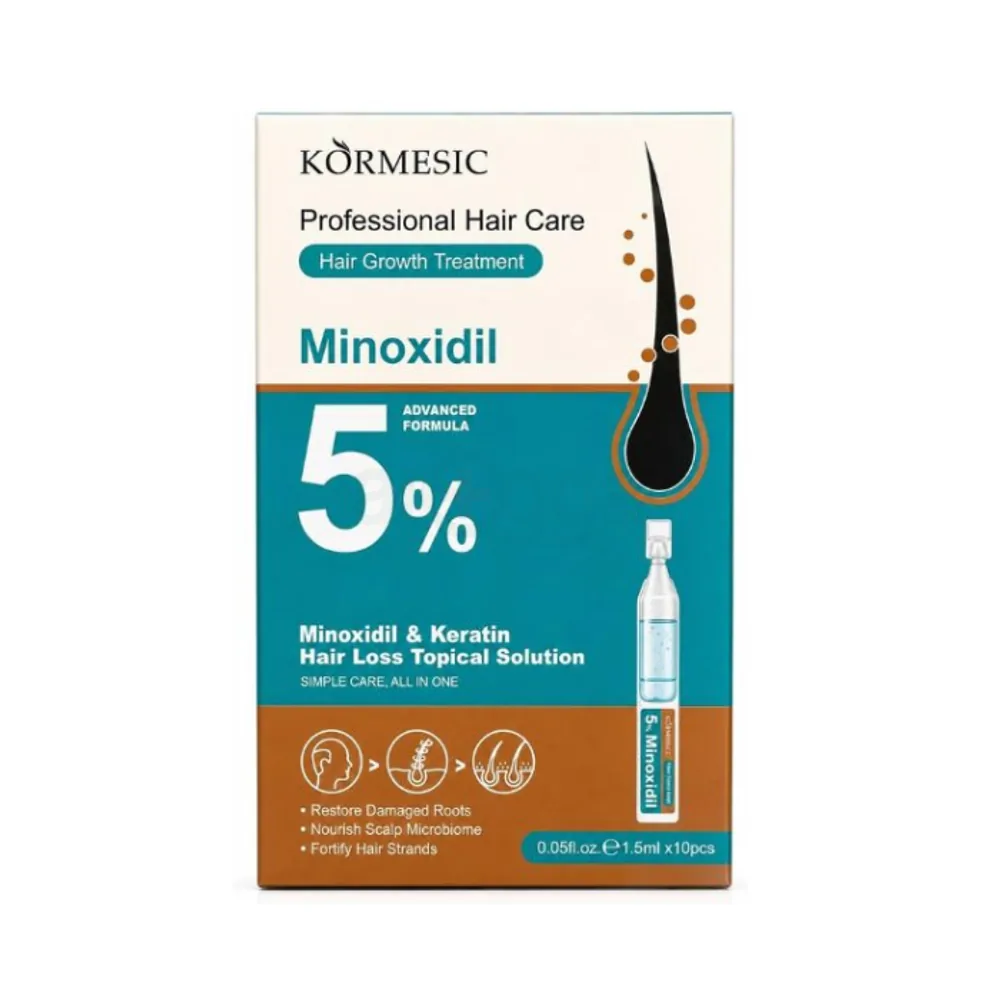 KORMESIC
Professional Hair Care
Hair Growth Treatment
Minoxidil
5%
ADVANCED
FORMULA
Minoxidil & Keratin
Hair Loss Topical Solution
SIMPLE CARE, ALL IN ONE
> >
• Restore Damaged Roots
• Nourish Scalp Microbiome
• Fortify Hair Strands
5% Minoxidil
0.05fl.oz.℮1.5ml x10pcs